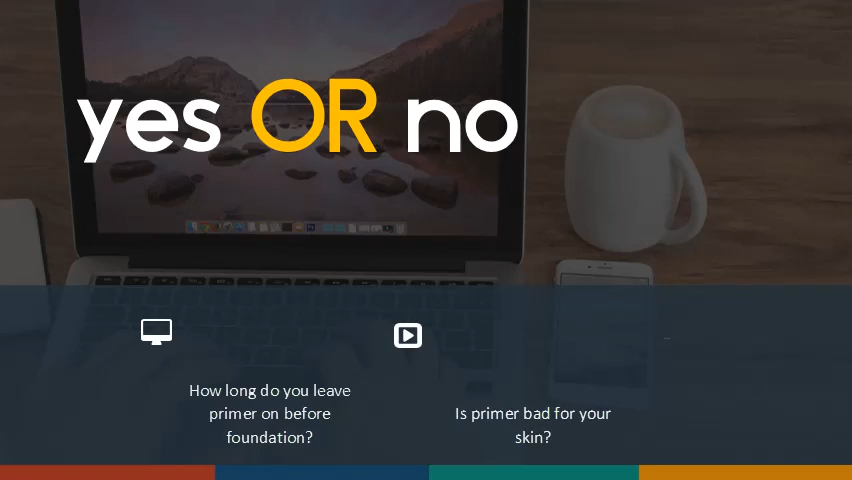 yes OR no
How long do you leave
primer on before
foundation?
Is primer bad for your
skin?